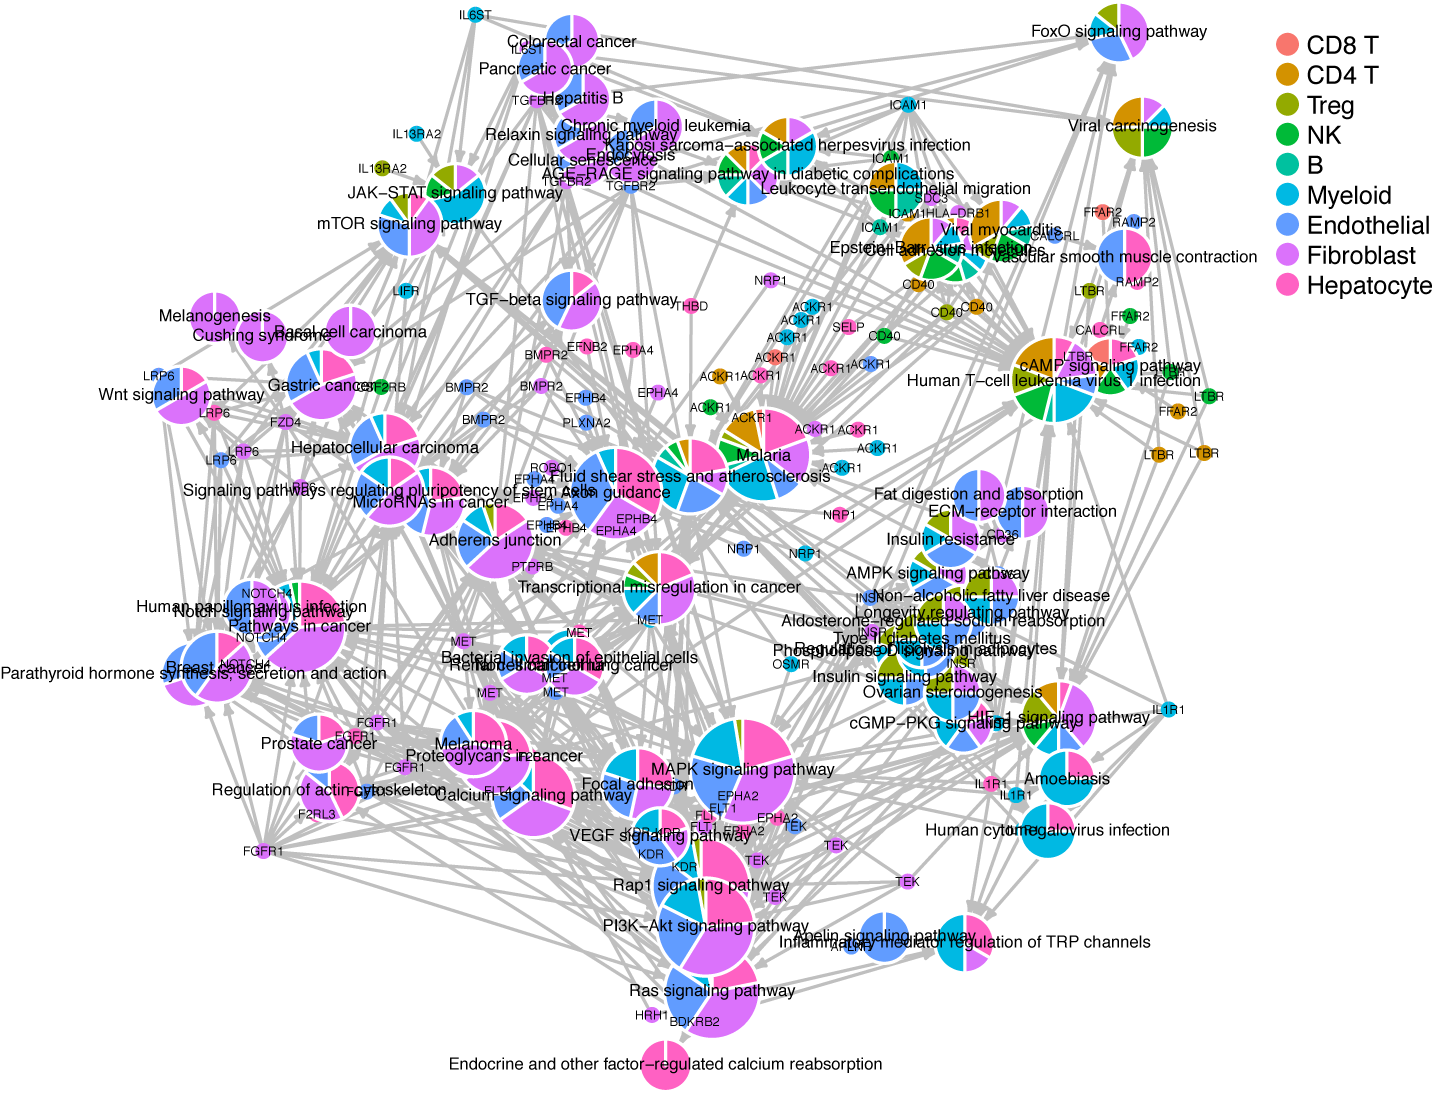 IL6ST
Colorectal cancer
IL6ST
Pancreatic cancer
TGFBR2
Hepatitis B
Chronic myeloid leukemia
Relaxin signaling pathway
Endocytosis
Cellular senescence
AGE−RAGE signaling pathway in diabetic complications
TGFBR2
TGFBR2
Kaposi sarcoma−associated herpesvirus infection
FoxO signaling pathway
Viral carcinogenesis
ICAM1
ICAM1
Leukocyte transendothelial migration
SDC3
ICAM1
HLA−DRB1
ICAM1
Viral myocarditis
Epstein−Barr virus infection
Cell adhesion molecules
CALCRL
FFAR2
RAMP2
Vascular smooth muscle contraction
RAMP2
LTBR
CD40
CD40
CD40
CD40
FFAR2
CALCRL
FFAR2
LTBR
cAMP signaling pathway
LTBR
Human T−cell leukemia virus 1 infection
LTBR
FFAR2
LTBR
LTBR
CD8 T
CD4 T
Treg
NK
B
Myeloid
Endothelial
Fibroblast
Hepatocyte
IL13RA2
IL13RA2
JAK−STAT signaling pathway
mTOR signaling pathway
LIFR
NRP1
TGF−beta signaling pathway
THBD
ACKR1
ACKR1
ACKR1
SELP
ACKR1
ACKR1
ACKR1
ACKR1
ACKR1
ACKR1
ACKR1
ACKR1
ACKR1
ACKR1
ACKR1
Malaria
Melanogenesis
Cushing syndrome
Basal cell carcinoma
BMPR2
EFNB2
EPHA4
BMPR2
BMPR2
EPHB4
EPHA4
BMPR2
PLXNA2
LRP6
Wnt signaling pathway
Gastric cancer
CSF2RB
LRP6
FZD4
LRP6
LRP6
LRP6
Hepatocellular carcinoma
Signaling pathways regulating pluripotency of stem cells
MicroRNAs in cancer
ROBO1
EPHA4
Fluid shear stress and atherosclerosis
Axon guidance
EPHB4
EPHA4
EPHB4
EPHB4
EPHB4
EPHA4
Adherens junction
PTPRB
NRP1
NRP1
NRP1
Transcriptional misregulation in cancer
MET
Fat digestion and absorption
ECM−receptor interaction
CD36
Insulin resistance
AMPK signaling pathway
CD36
INSR
Non−alcoholic fatty liver disease
Longevity regulating pathway
Aldosterone−regulated sodium reabsorption
INSR
Type II diabetes mellitus
Phospholipase D signaling pathway
Regulation of lipolysis in adipocytes
OSMR
INSR
Insulin signaling pathway
Ovarian steroidogenesis
cGMP−PKG signaling pathway
HIF−1 signaling pathway
IL1R1
IL1R1
IL1R1
Amoebiasis
Human cytomegalovirus infection
NOTCH4
Human papillomavirus infection
Notch signaling pathway
Pathways in cancer
NOTCH4
NOTCH4
Breast cancer
Parathyroid hormone synthesis, secretion and action
MET
MET
Bacterial invasion of epithelial cells
Renal cell carcinoma
MET
MET
MET
FGFR1
Prostate cancer
FGFR1
FGFR1
Regulation of actin cytoskeleton
F2RL3
FGFR1
Melanoma
Proteoglycans in cancer
FLT4
Calcium signaling pathway
Focal adhesion
KDR
MAPK signaling pathway
EPHA2
FLT1
FLT1
FLT1
EPHA2
EPHA2
TEK
KDR
KDR
VEGF signaling pathway
KDR
KDR
TEK
TEK
TEK
TEK
Rap1 signaling pathway
PI3K−Akt signaling pathway
Apelin signaling pathway
APLNR
Inflammatory mediator regulation of TRP channels
Ras signaling pathway
HRH1
BDKRB2
Endocrine and other factor−regulated calcium reabsorption